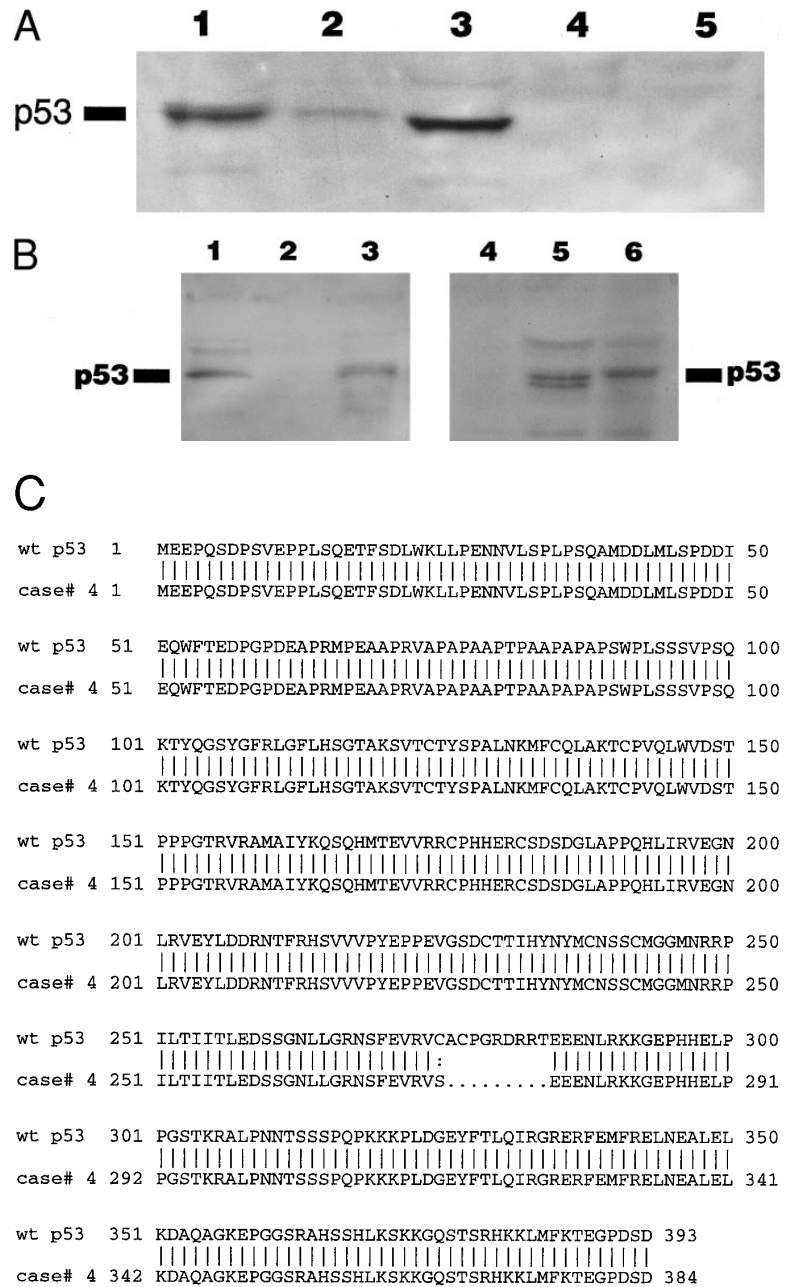 A
1 2 3 4 5
p53
B
1 2 3 4 5 6
p53 p53
C
wt p53 1 MEEPQSDPSVEPPLSQETFSDLWKLLPENNVLSPLPSQAMDDLMLSPDDI 50
case# 4 1 MEEPQSDPSVEPPLSQETFSDLWKLLPENNVLSPLPSQAMDDLMLSPDDI 50
wt p53 51 EQWFTEDPGPDEAPRMPEAAPRVAPAPAAPTPAAPAPAPSWPLSSSVPSQ 100
case# 4 51 EQWFTEDPGPDEAPRMPEAAPRVAPAPAAPTPAAPAPAPSWPLSSSVPSQ 100
wt p53 101 KTYQGSYGFRLGFLHSGTAKSVTCTYSPALNKMFCQLAKTCPVQLWVDST 150
case# 4 101 KTYQGSYGFRLGFLHSGTAKSVTCTYSPALNKMFCQLAKTCPVQLWVDST 150
wt p53 151 PPPGTRVRAMAIYKQSQHMTEVVRRCPHHERCSDSDGLAPPQHLIRVEGN 200
case# 4 151 PPPGTRVRAMAIYKQSQHMTEVVRRCPHHERCSDSDGLAPPQHLIRVEGN 200
wt p53 201 LRVEYLDDRNTFRHSVVVPYEPPEVGSDCTTIHYNYMCNSSCMGGMNRRP 250
case# 4 201 LRVEYLDDRNTFRHSVVVPYEPPEVGSDCTTIHYNYMCNSSCMGGMNRRP 250
wt p53 251 ILTIITLEDSSGNLLGRNSFEVRVCACPGRDRRTEEENLRKKGEPHHELP 300
case# 4 251 ILTIITLEDSSGNLLGRNSFEVRVS.........EEENLRKKGEPHHELP 291
wt p53 301 PGSTKRALPNNTSSSPQPKKKPLDGEYFTLQIRGRERFEMFRELNEALEL 350
case# 4 292 PGSTKRALPNNTSSSPQPKKKPLDGEYFTLQIRGRERFEMFRELNEALEL 341
wt p53 351 KDAQAGKEPGGSRAHSSHLKSKKGQSTSRHKKLMFKTEGPDSD 393
case# 4 342 KDAQAGKEPGGSRAHSSHLKSKKGQSTSRHKKLMFKTEGPDSD 384